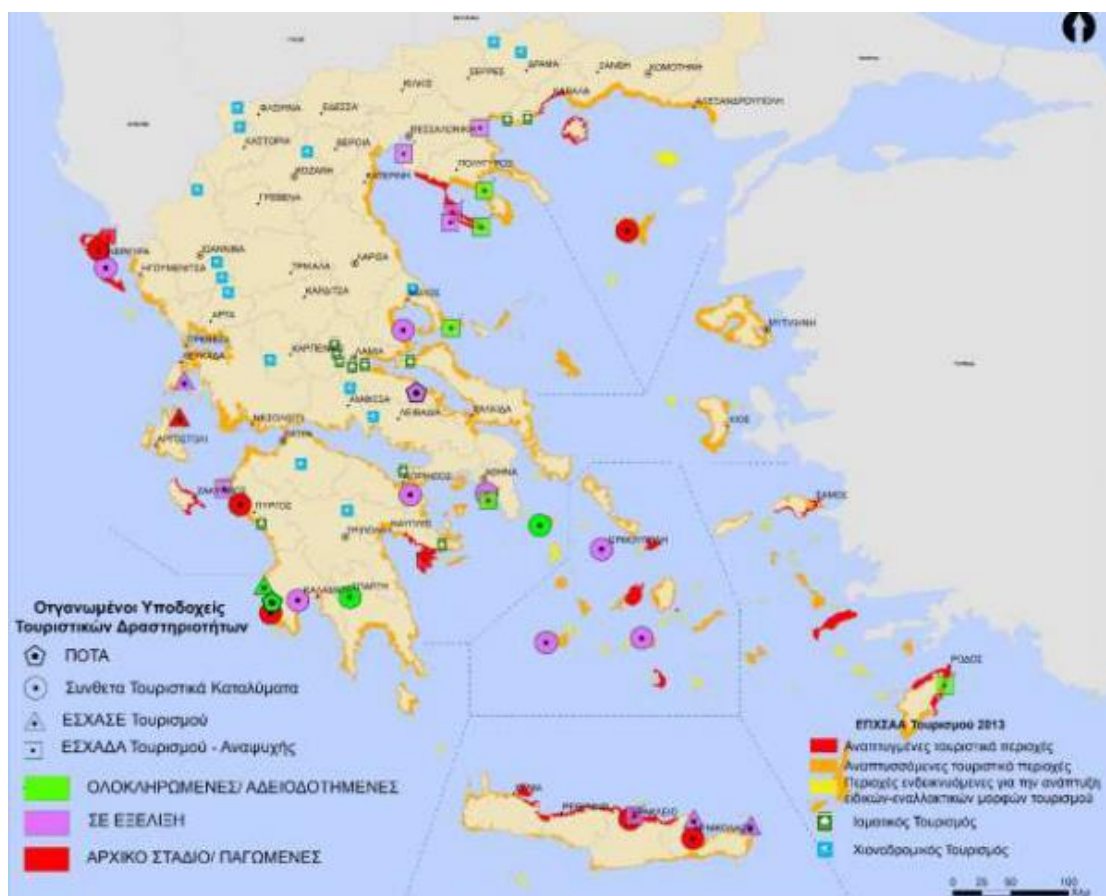 ΔΡΑΜΑ
ΞΑΝΘΗ
ΚΟΜΟΤΗΝΗ
ΣΕΡΡΕΣ
ΚΙΛΚΙΣ
ΚΑΒΑΛΑ
ΑΛΕΞΑΝΔΡΟΥΠΟΛΗ
ΦΛΩΡΙΝΑ
ΕΔΕΣΣΑ
ΘΕΣΣΑΛΟΝΙΚΗ
ΚΑΣΤΟΡΙΑ
ΒΕΡΟΙΑ
ΠΟΛΥΓΥΡΟΣ
ΚΟΖΑΝΗ
ΚΑΤΕΡΙΝΗ
ΓΡΕΒΕΝΑ
ΚΕΡΚΥΡΑ
ΙΩΑΝΝΙΝΑ
ΛΑΡΙΣΑ
ΗΓΟΥΜΕΝΙΤΣΑ
ΤΡΙΚΑΛΑ
ΚΑΡΔΙΤΣΑ
ΒΟΛΟΣ
ΑΡΤΑ
ΜΥΤΙΛΗΝΗ
ΠΡΕΒΕΖΑ
ΛΕΥΚΑΔΑ
ΛΑΜΙΑ
ΑΜΦΙΣΣΑ
ΛΕΙΒΑΔΙΑ
ΧΑΛΚΙΔΑ
ΧΙΟΣ
ΑΡΓΟΣΤΟΛΙ
ΠΑΤΡΑ
ΑΘΗΝΑ
ΚΟΡΙΝΘΟΣ
ΖΑΚΥΝΘΟΣ
ΠΥΡΓΟΣ
ΣΑΜΟΣ
ΤΡΙΠΟΛΗ
ΝΑΥΠΛΙΟ
ΕΡΜΟΥΠΟΛΗ
ΚΑΛΑΜΑΤΑ
ΣΠΑΡΤΗ
ΡΟΔΟΣ
ΧΑΝΙΑ
ΡΕΘΥΜΝΟ
ΗΡΑΚΛΕΙΟ
Οργανωμένοι Υποδοχείς
Τουριστικών Δραστηριοτήτων
ΠΟΤΑ
Συνθετα Τουριστικά Καταλύματα
ΕΣΧΑΣΕ Τουρισμού
ΕΣΧΑΔΑ Τουρισμού - Αναψυχής
ΟΛΟΚΛΗΡΩΜΕΝΕΣ/ ΑΔΕΙΟΔΟΤΗΜΕΝΕΣ
ΣΕ ΕΞΕΛΙΞΗ
ΑΡΧΙΚΟ ΣΤΑΔΙΟ/ ΠΑΓΩΜΕΝΕΣ
ΕΠΧΣΑΑ Τουρισμού 2013
Αναπτυγμένες τουριστικά περιοχές
Αναπτυσσόμενες τουριστικά περιοχές
Περιοχές ενδεικνυόμενες για την ανάπτυξη
ειδικών-εναλλακτικών μορφών τουρισμού
Ιαματικός Τουρισμός
Χιονοδρομικός Τουρισμός
0 25 50 100